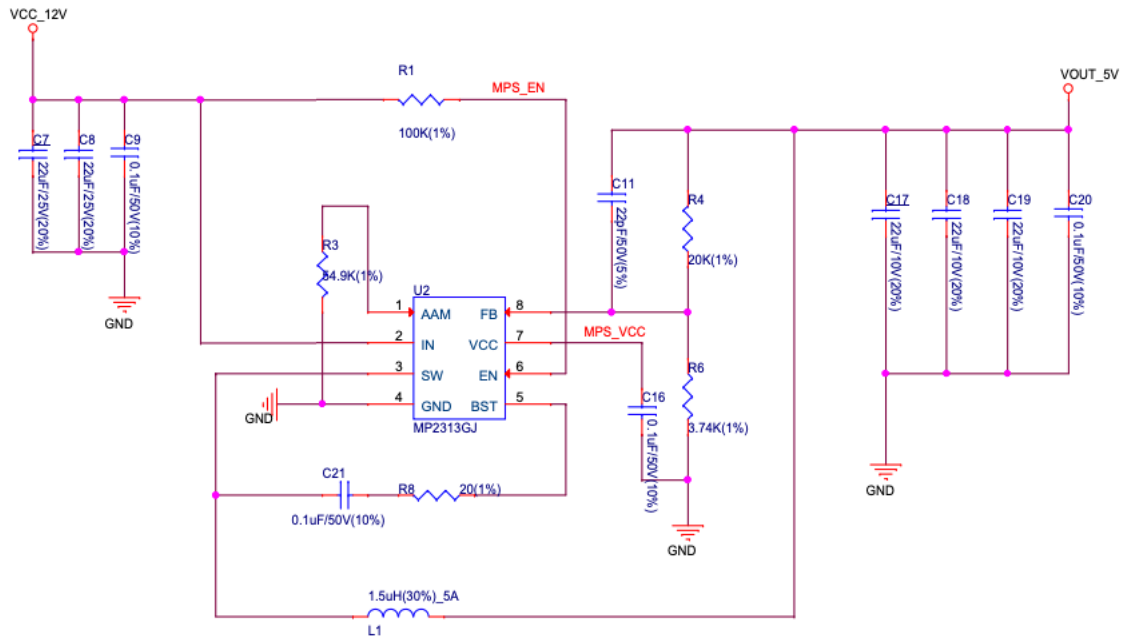 VCC_12V
R1
MPS_EN
100K(1%)
VOUT_5V
C7
22uF/25V(20%)
C8
22uF/25V(20%)
C9
0.1uF/50V(10%)
GND
C11
22pF/50V(5%)
R4
20K(1%)
C17
22uF/10V(20%)
C18
22uF/10V(20%)
C19
22uF/10V(20%)
C20
0.1uF/50V(10%)
GND
R3
54.9K(1%)
U2
1
AAM
FB
8
2
IN
VCC
7
3
SW
EN
6
4
GND
BST
5
MP2313GJ
GND
MPS_VCC
C16
0.1uF/50V(10%)
R6
3.74K(1%)
GND
C21
0.1uF/50V(10%)
R8
20(1%)
1.5uH(30%)_5A
L1